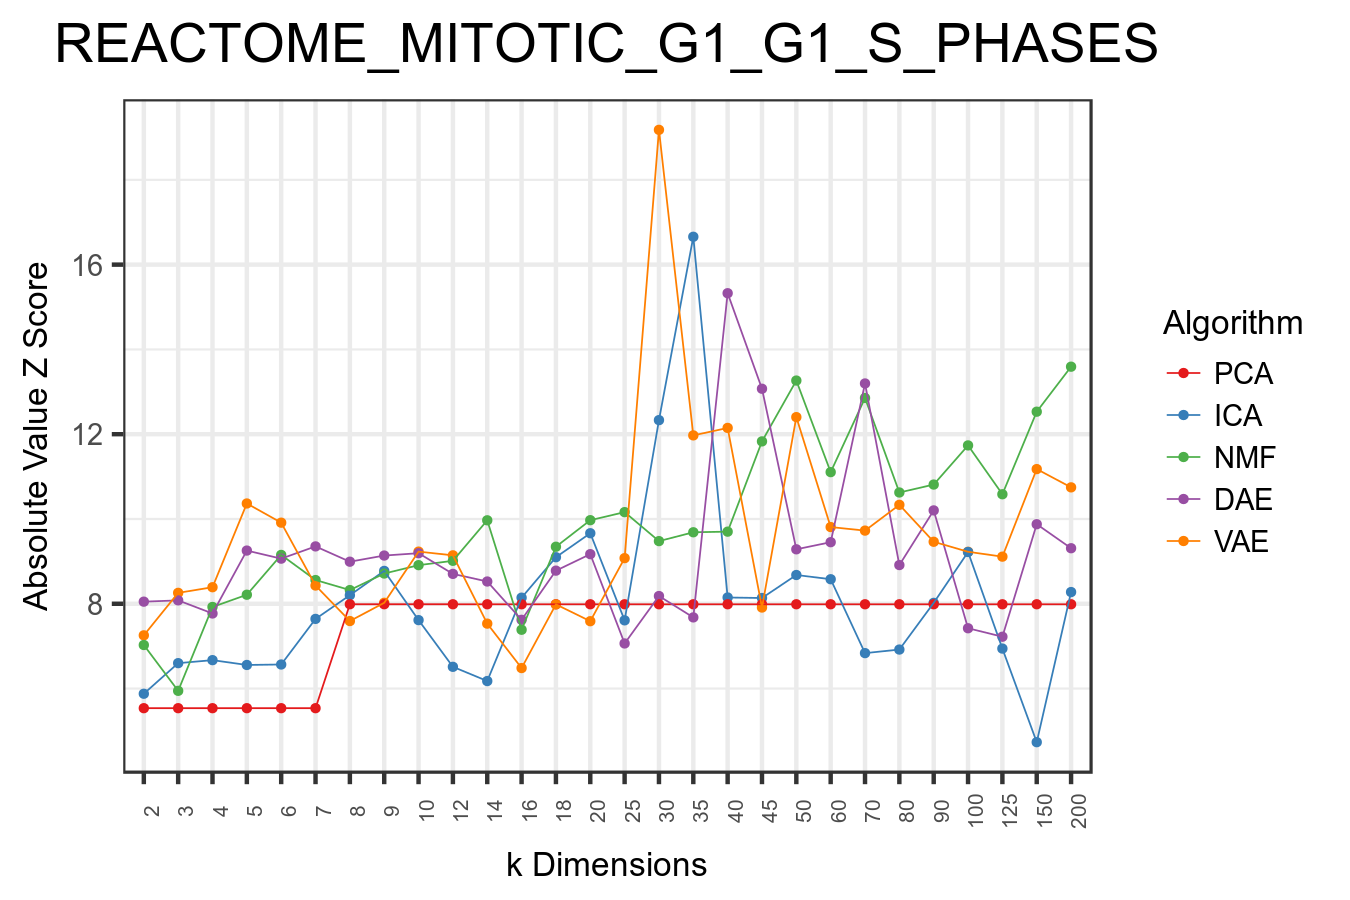 REACTOME_MITOTIC_G1_G1_S_PHASES
Absolute Value Z Score
16
12
8
2 3 4 5 6 7 8 9 10 12 14 16 18 20 25 30 35 40 45 50 60 70 80 90 100 125 150 200
k Dimensions
Algorithm
PCA
ICA
NMF
DAE
VAE